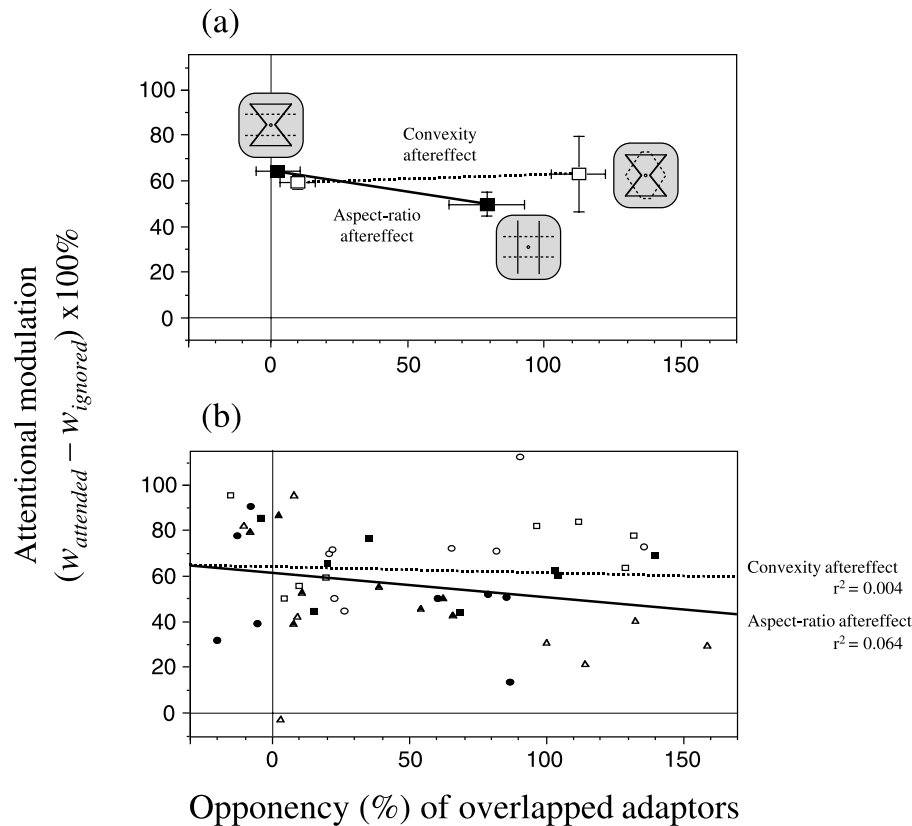 (a)
100
80
60
40
20
0
Convexity
aftereffect
Aspect-ratio
aftereffect
0
50
100
150
Attentional modulation
(w_attended – w_ignored) x100%
(b)
100
80
60
40
20
0
Convexity aftereffect
r² = 0.004
Aspect-ratio aftereffect
r² = 0.064
0
50
100
150
Opponency (%) of overlapped adaptors